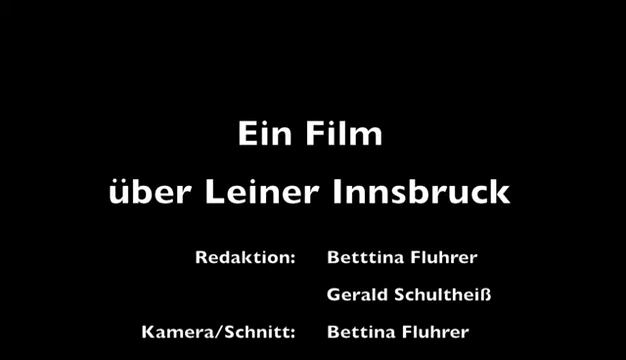 Ein Film
über Leiner Innsbruck
Redaktion: Betttina Fluhrer
Gerald Schultheiß
Kamera/Schnitt: Bettina Fluhrer